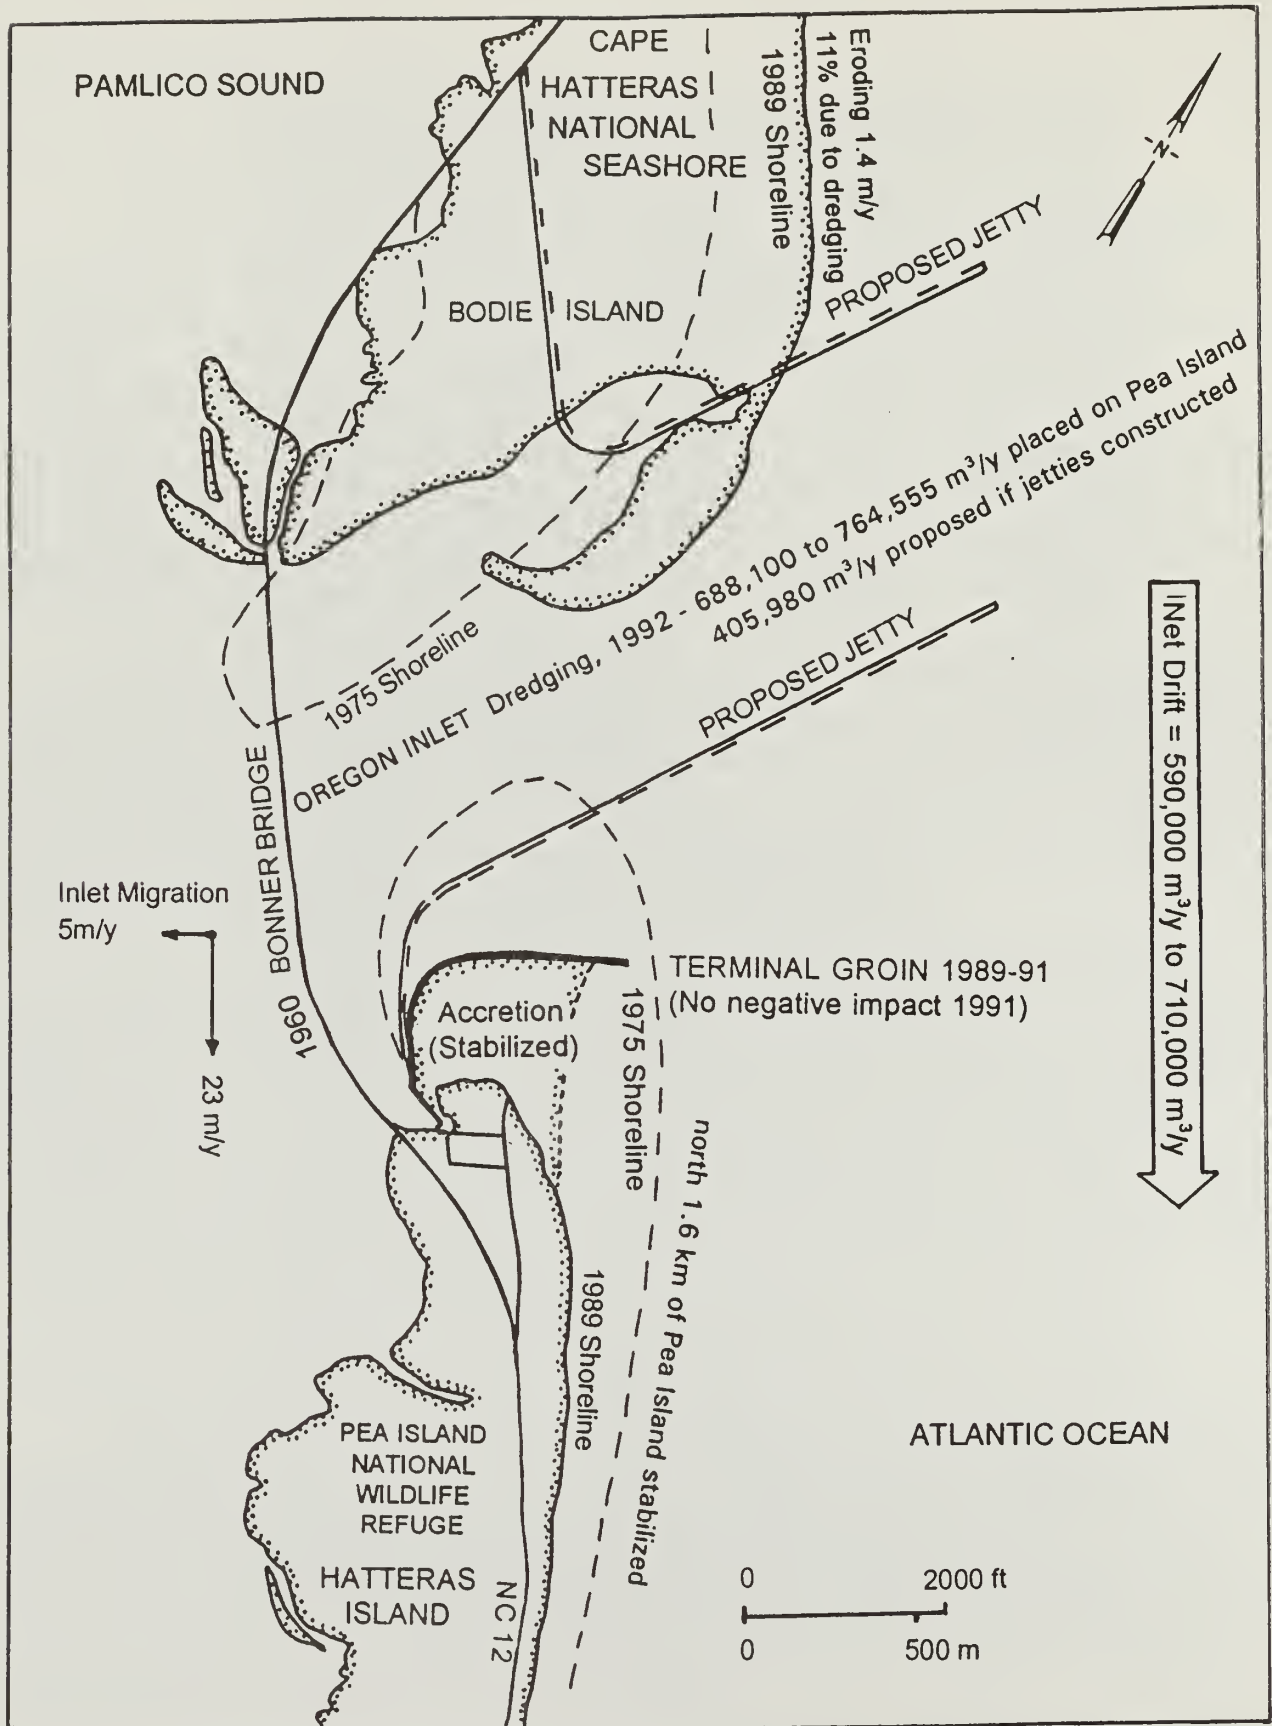 PAMLICO SOUND
CAPE
HATTERAS
NATIONAL
SEASHORE
1989 Shoreline
Eroding 1.4 m/y
11% due to dredging
-N-
PROPOSED JETTY
BODIE ISLAND
OREGON INLET Dredging, 1992 - 688,100 to 764,555 m³/y placed on Pea Island
405,980 m³/y proposed if jetties constructed
1975 Shoreline
PROPOSED JETTY
Net Drift = 590,000 m³/y to 710,000 m³/y
1960 BONNER BRIDGE
Inlet Migration
5m/y
23 m/y
TERMINAL GROIN 1989-91
(No negative impact 1991)
Accretion
(Stabilized)
1975 Shoreline
north 1.6 km of Pea Island stabilized
1989 Shoreline
PEA ISLAND
NATIONAL
WILDLIFE
REFUGE
HATTERAS
ISLAND
NC 12
ATLANTIC OCEAN
0 2000 ft
0 500 m